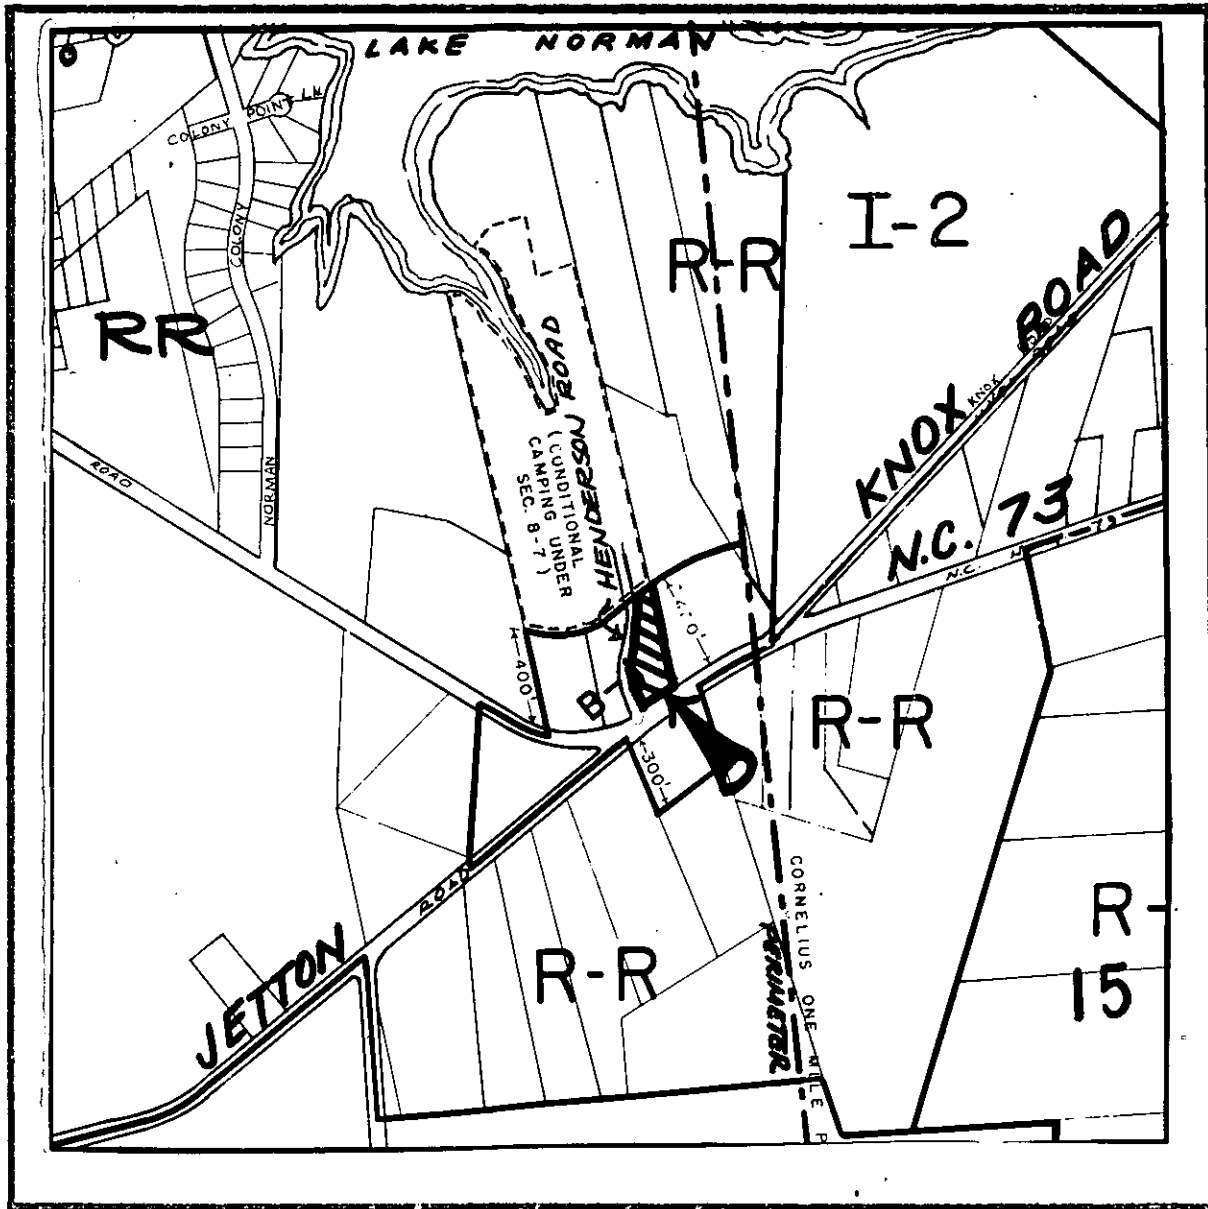 LAKE NORMAN
COLONY POINT LN
COLONY
I-2
R-R
RR
KNOX ROAD
KNOX
HENDERSON ROAD
(CONDITIONAL
CAMPING UNDER
SEC. 8-7 )
ROAD
NORMAN
N.C. 73
N.C. 73
400'
B-
300'
R-R
CORNELIUS ONE MILE P
PERIMETER
ROAD
JETTON
R-R
R-
15